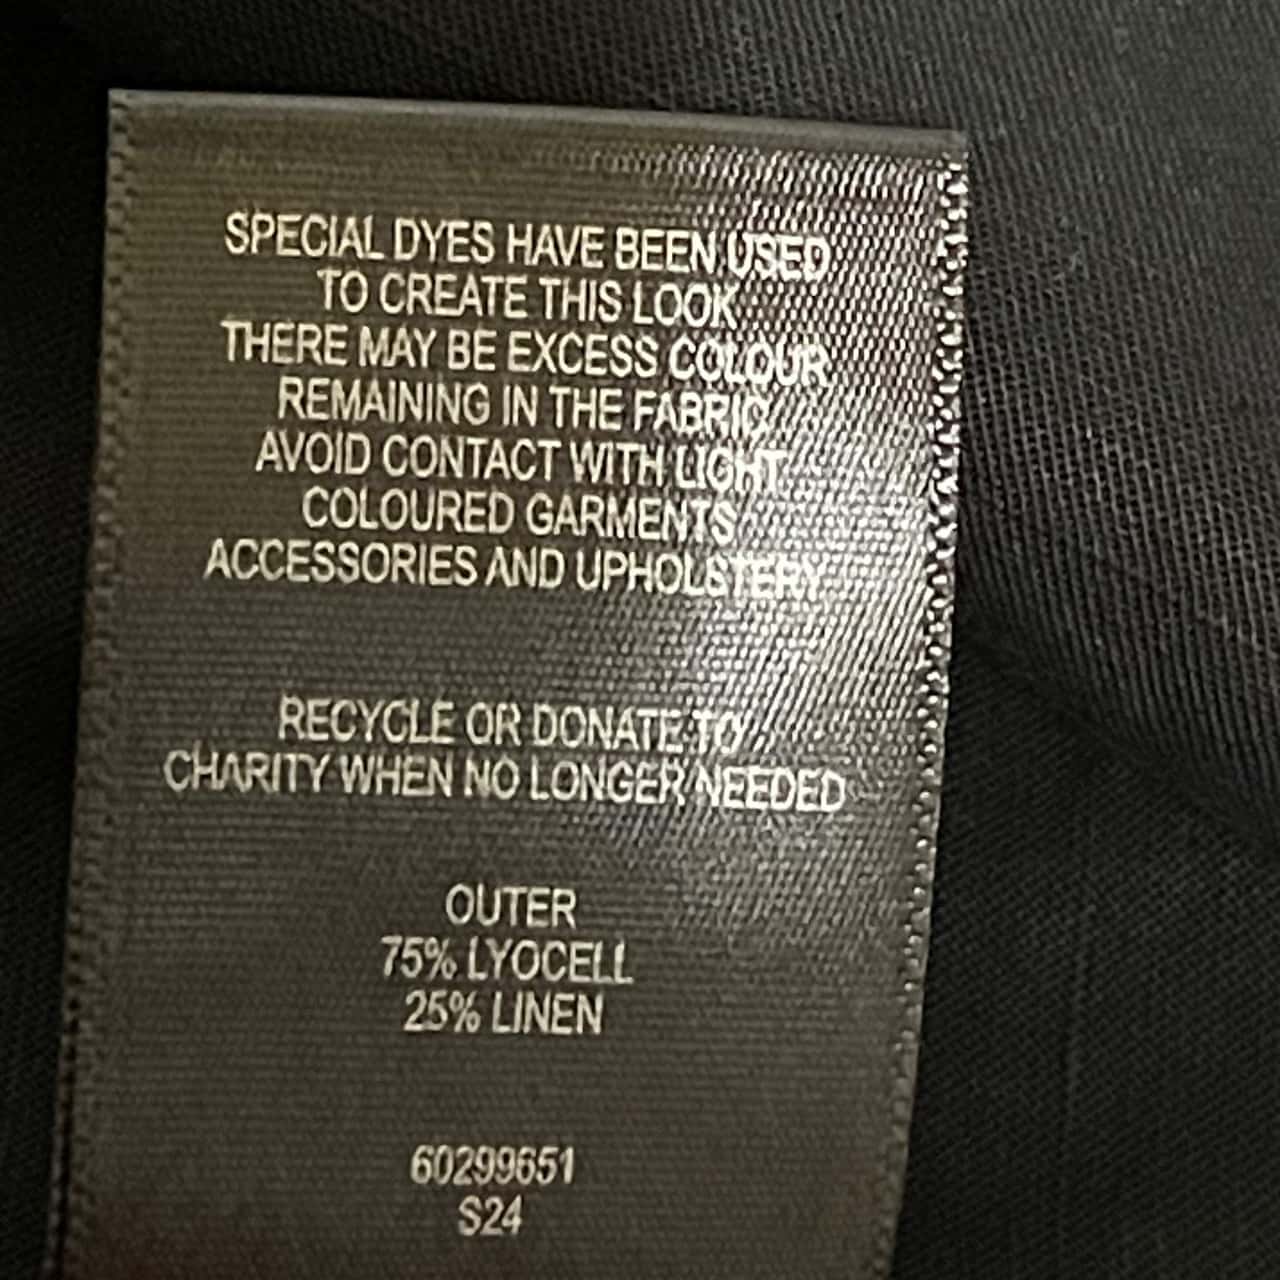 SPECIAL DYES HAVE BEEN USED
TO CREATE THIS LOOK
THERE MAY BE EXCESS COLOUR
REMAINING IN THE FABRIC
AVOID CONTACT WITH LIGHT
COLOURED GARMENTS
ACCESSORIES AND UPHOLSTERY
RECYCLE OR DONATE TO
CHARITY WHEN NO LONGER NEEDED
OUTER
75% LYOCELL
25% LINEN
60299651
S24